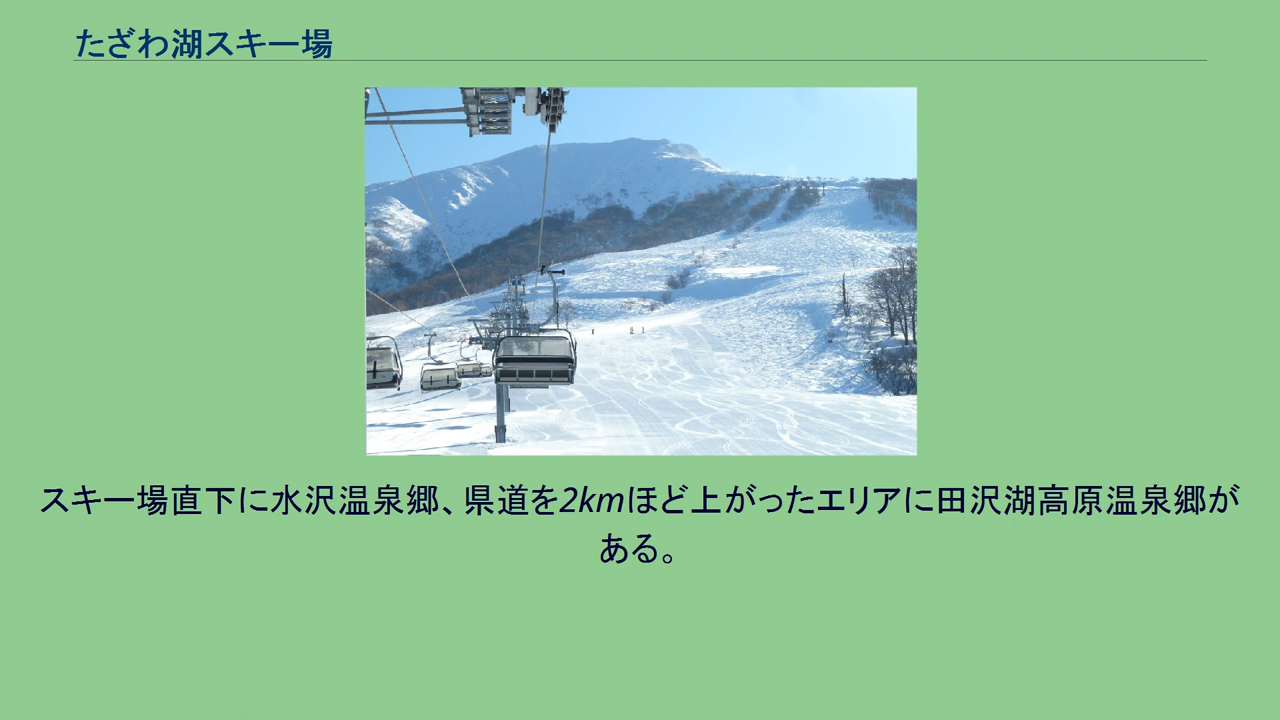 たざわ湖スキー場
スキー場直下に水沢温泉郷、県道を2kmほど上がったエリアに田沢湖高原温泉郷が
ある。